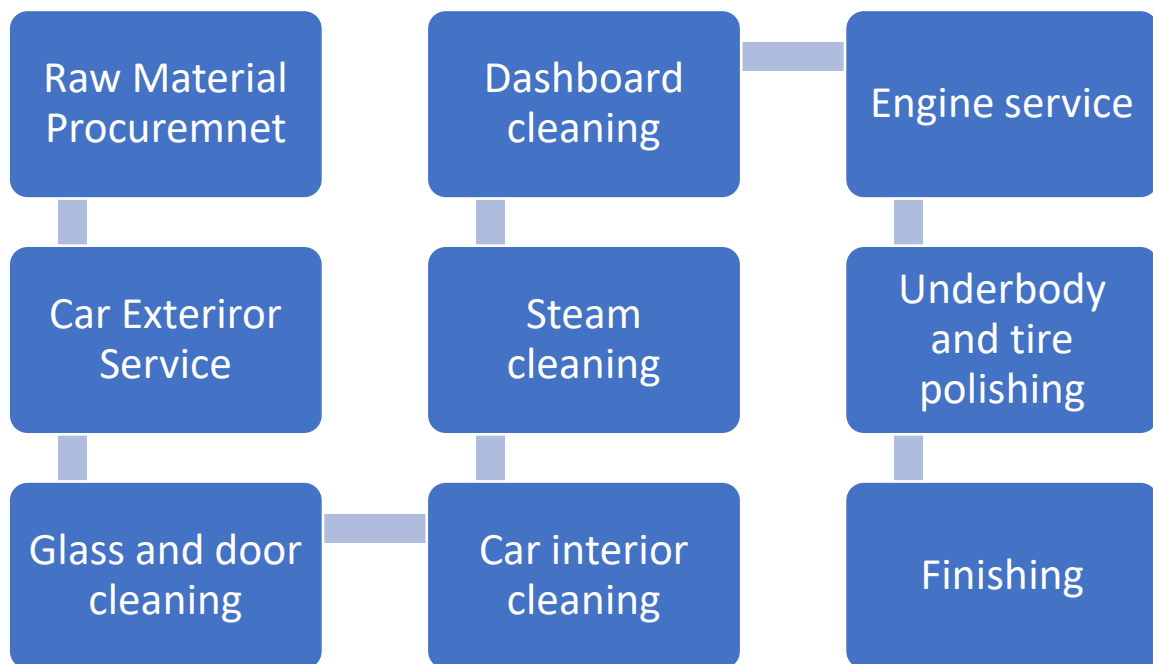 Raw Material
Procuremnet
Car Exteriror
Service
Glass and door
cleaning
Car interior
cleaning
Steam
cleaning
Dashboard
cleaning
Engine service
Underbody
and tire
polishing
Finishing